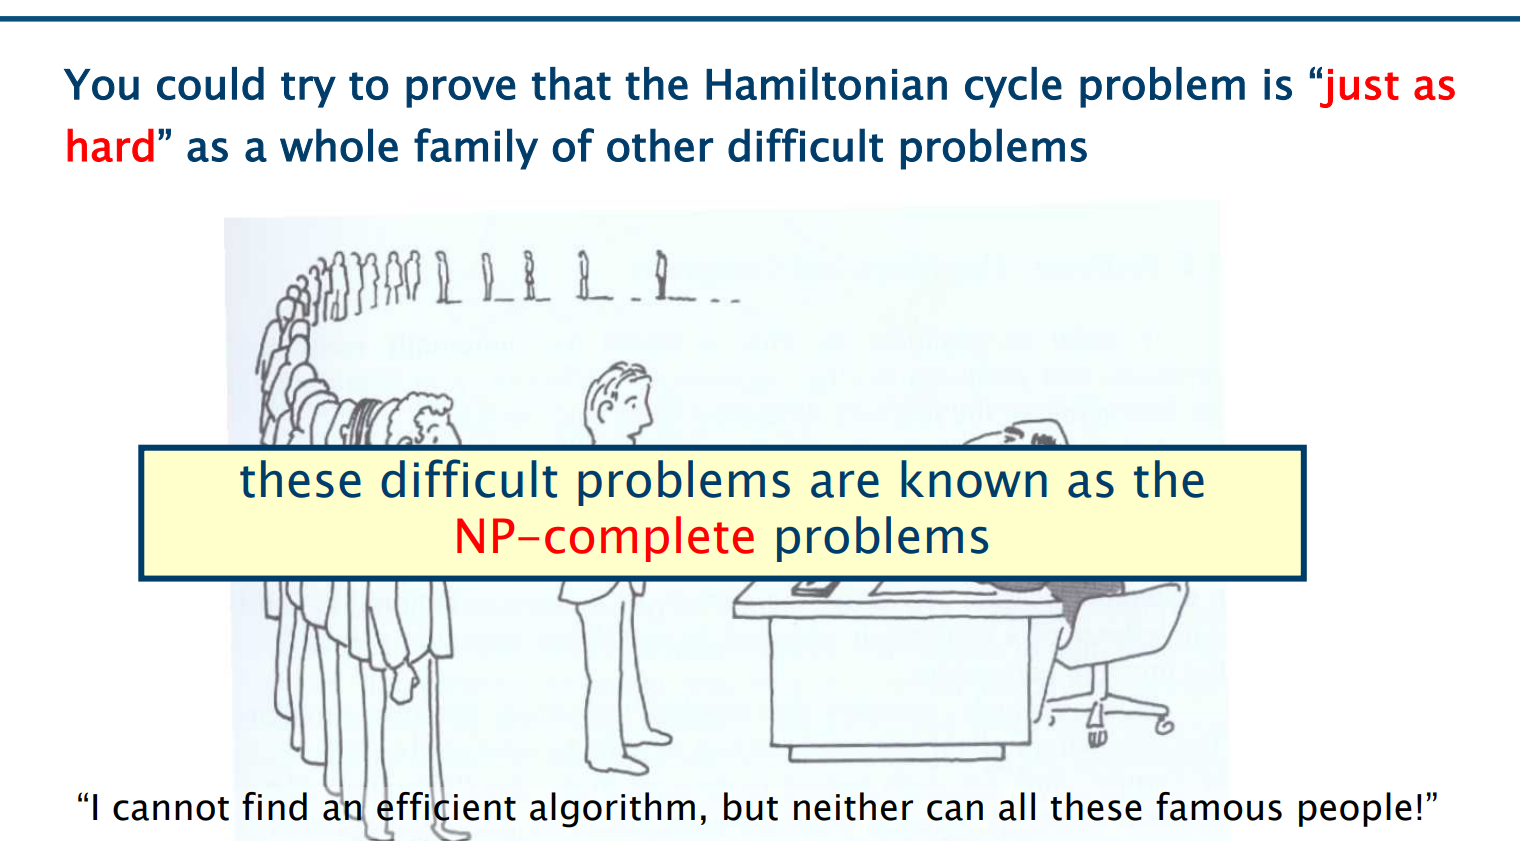 You could try to prove that the Hamiltonian cycle problem is “just as
hard” as a whole family of other difficult problems
these difficult problems are known as the
NP-complete problems
“I cannot find an efficient algorithm, but neither can all these famous people!”